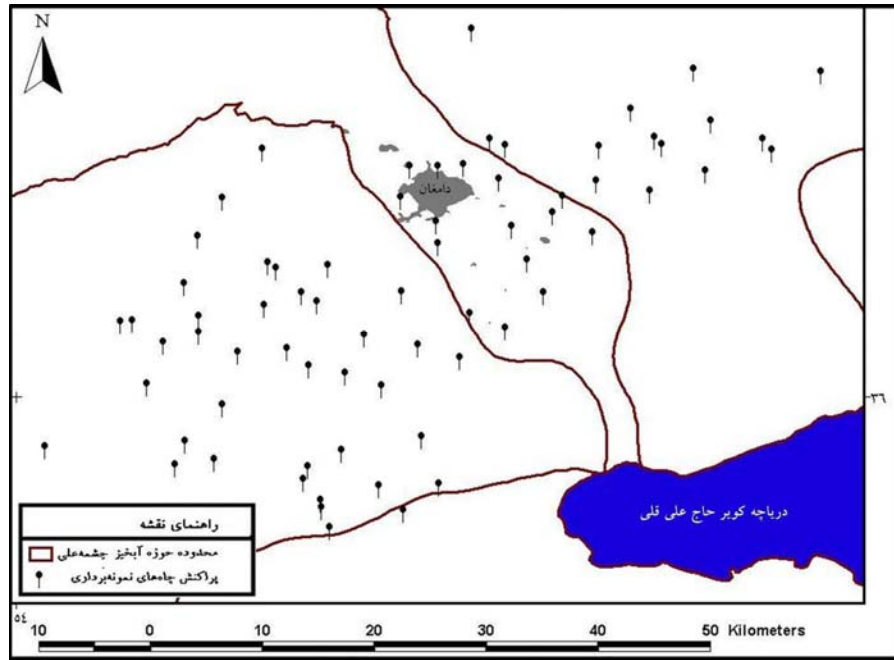 N
دامغان
۳۶
دریاچه کویر حاج علی قلی
راهنمای نقشه
محدوده حوزه آبخیز چشمه‌علی
پراکنش چاه‌های نمونه‌برداری
۵٤
10 0 10 20 30 40 50 Kilometers